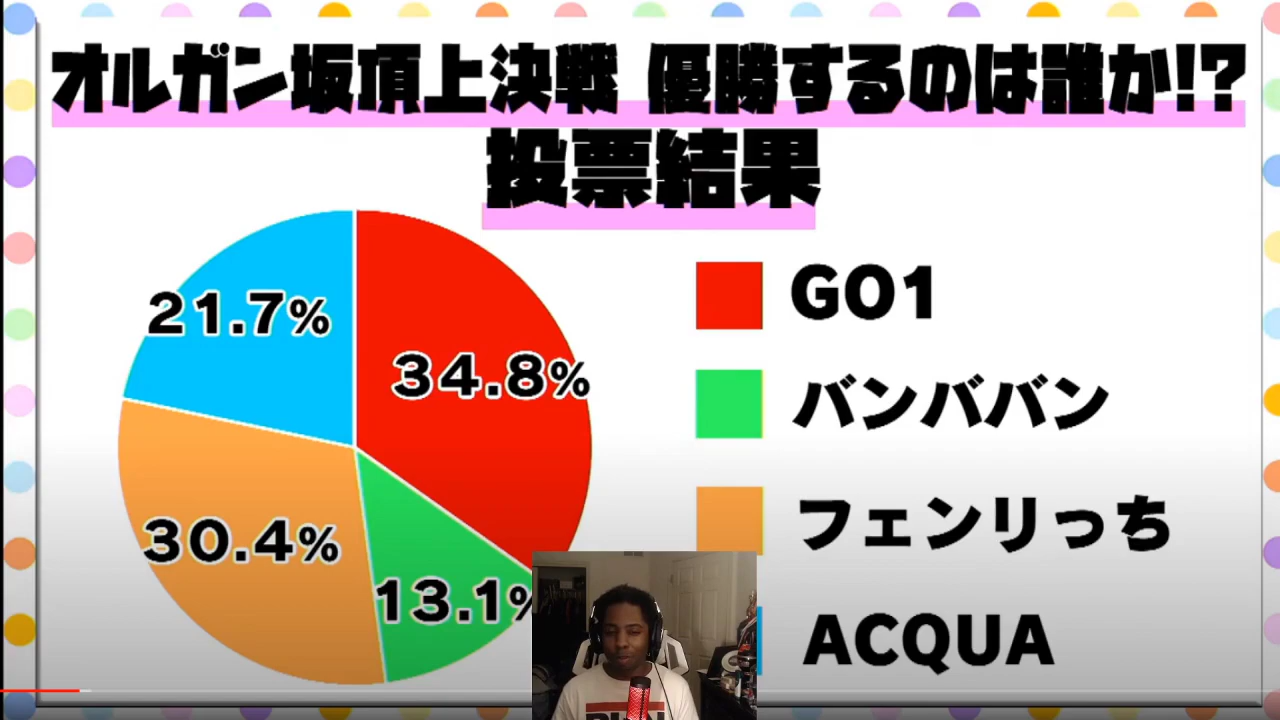 オルガン坂頂上決戦 優勝するのは誰か!?
投票結果
21.7%
34.8%
30.4%
13.1%
GO1
バンババン
フェンリっち
ACQUA